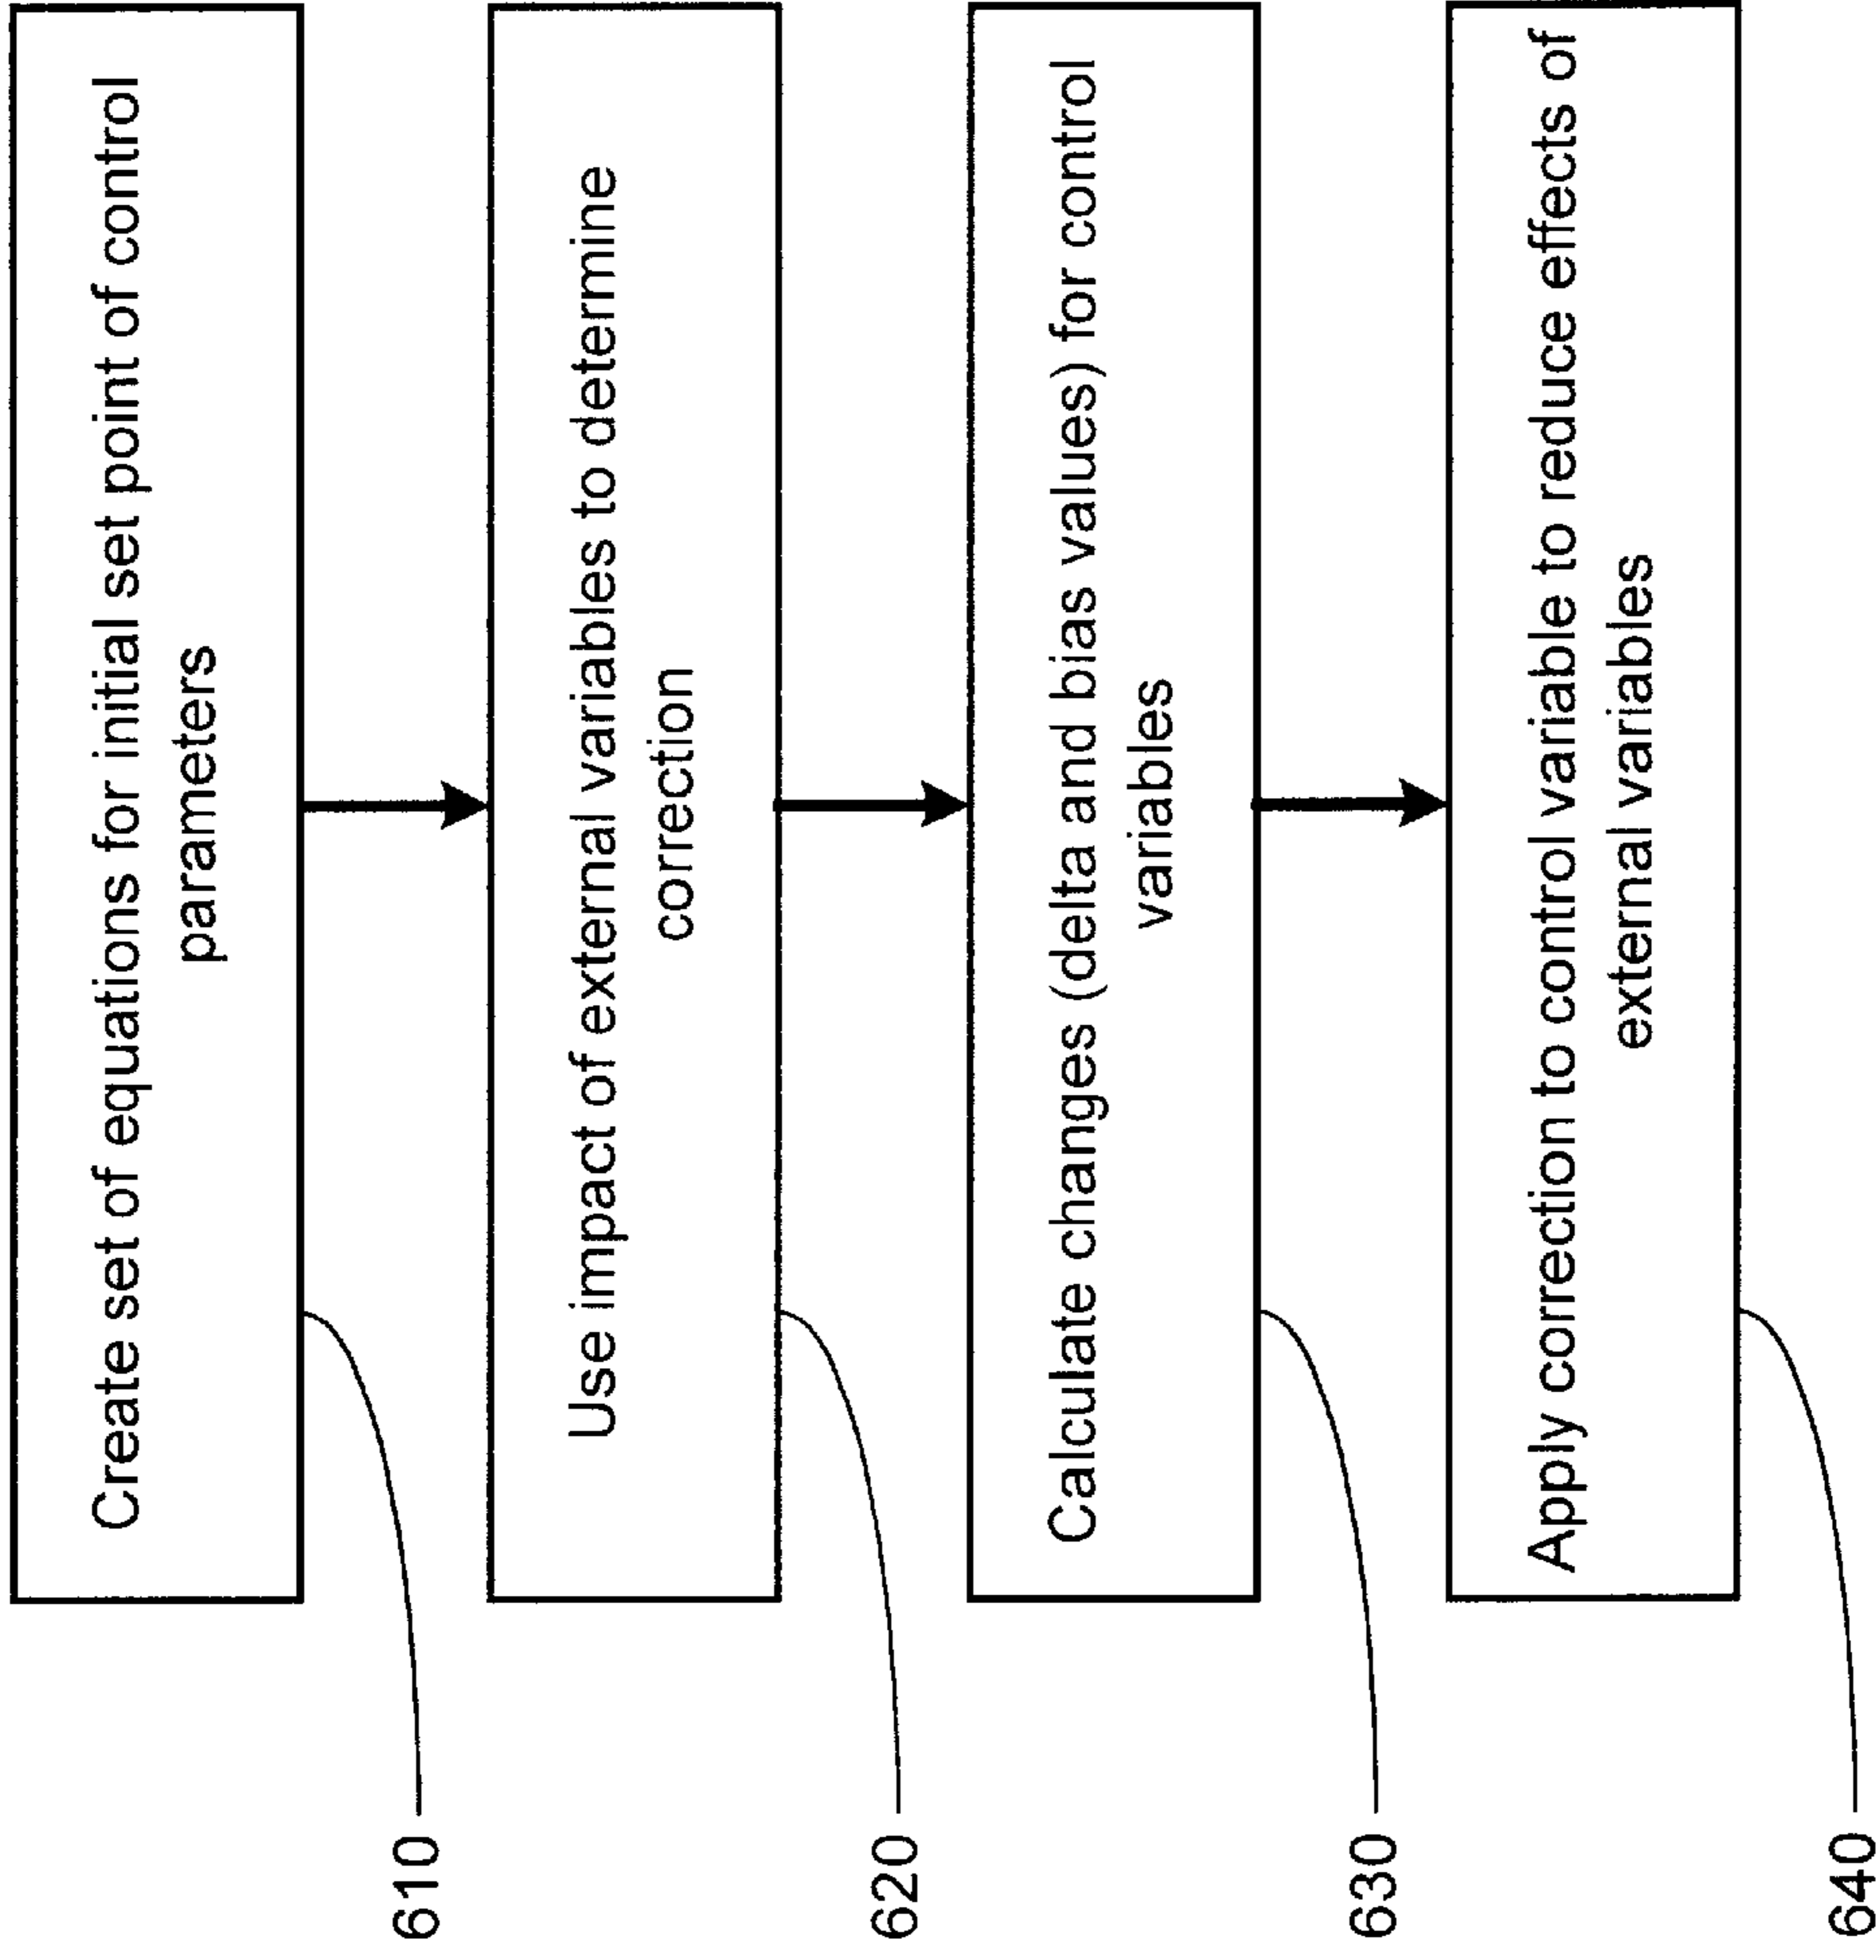 Create set of equations for initial set point of control
parameters
610
Use impact of external variables to determine
correction
620
Calculate changes (delta and bias values) for control
variables
630
Apply correction to control variable to reduce effects of
external variables
640